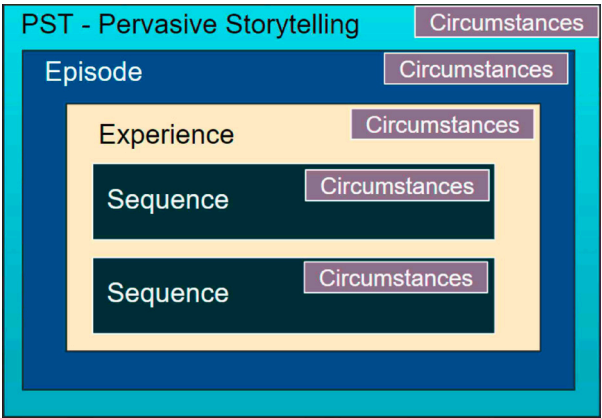 PST - Pervasive Storytelling Circumstances
Episode Circumstances
Experience Circumstances
Sequence Circumstances
Sequence Circumstances